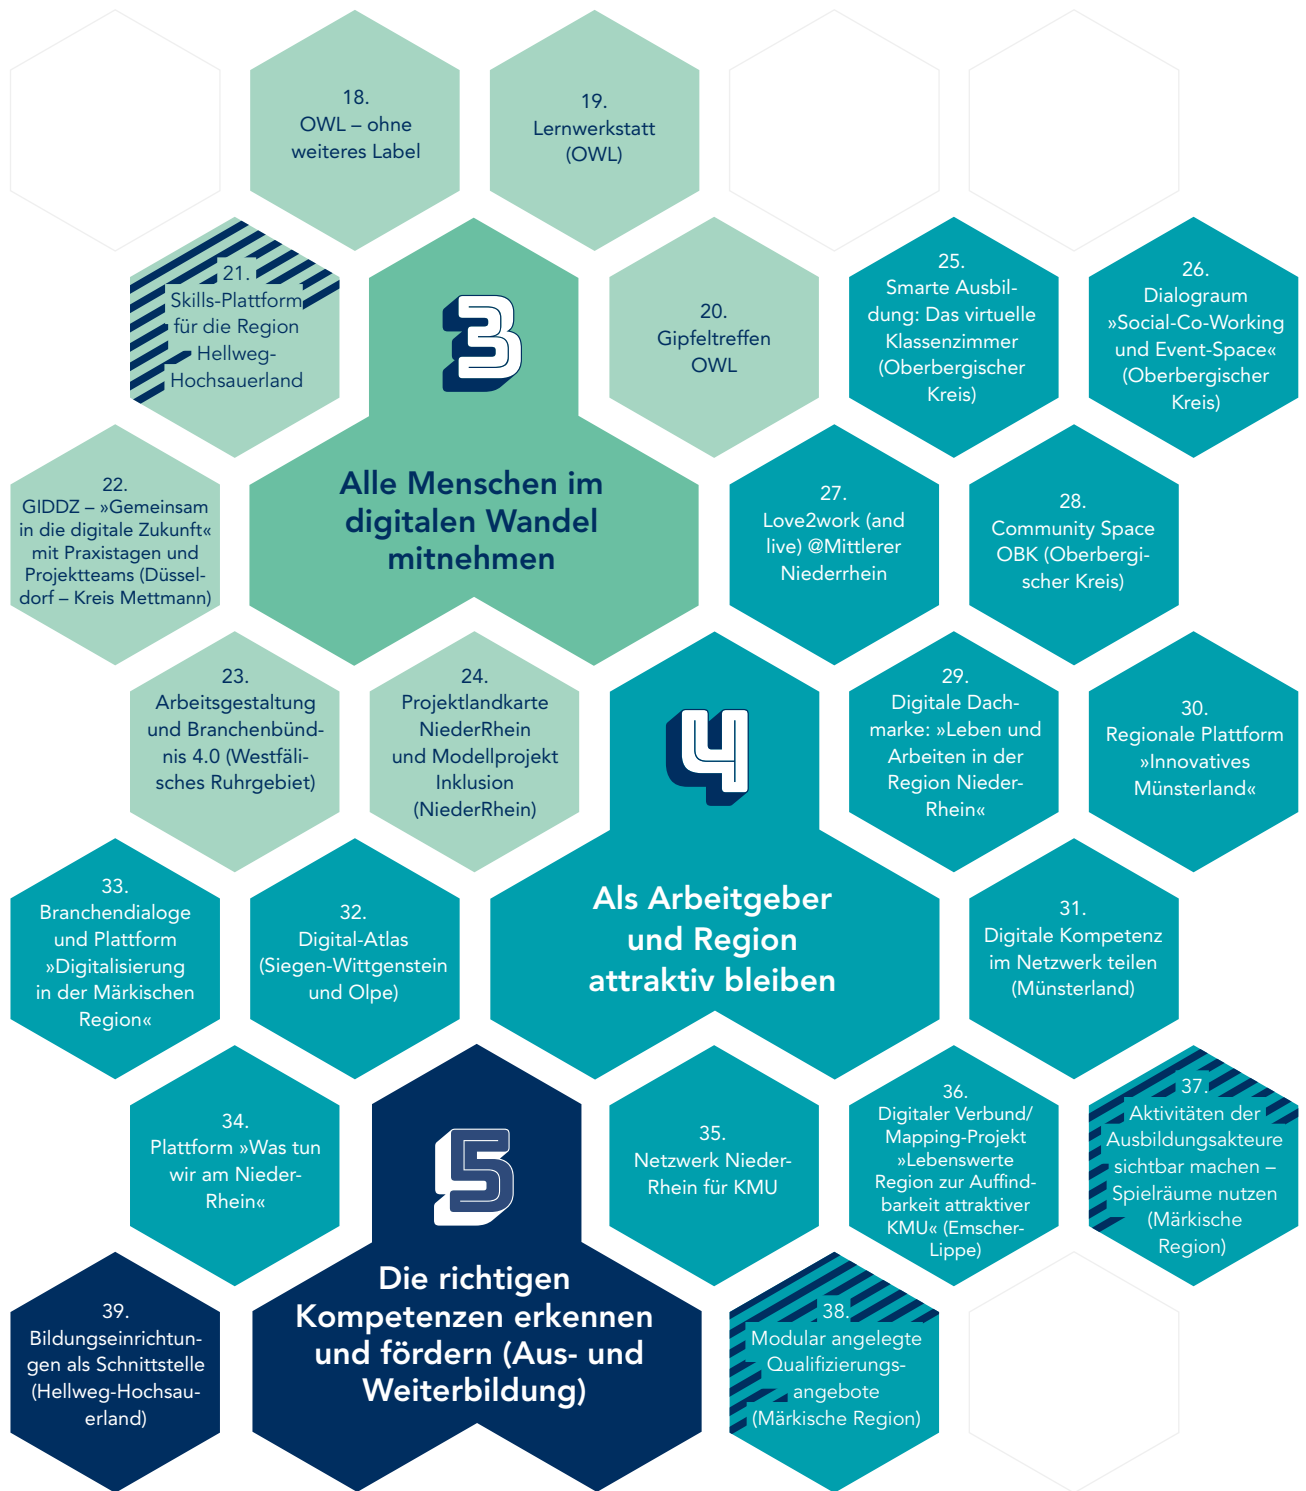 18.
OWL – ohne
weiteres Label
19.
Lernwerkstatt
(OWL)
21.
Skills-Plattform
für die Region
Hellweg-
Hochsauerland
3
Alle Menschen im
digitalen Wandel
mitnehmen
20.
Gipfeltreffen
OWL
25.
Smarte Ausbil-
dung: Das virtuelle
Klassenzimmer
(Oberbergischer
Kreis)
26.
Dialograum
»Social-Co-Working
und Event-Space«
(Oberbergischer
Kreis)
22.
GIDDZ – »Gemeinsam
in die digitale Zukunft«
mit Praxistagen und
Projektteams (Düssel-
dorf – Kreis Mettmann)
27.
Love2work (and
live) @Mittlerer
Niederrhein
28.
Community Space
OBK (Oberbergi-
scher Kreis)
23.
Arbeitsgestaltung
und Branchenbünd-
nis 4.0 (Westfäli-
sches Ruhrgebiet)
24.
Projektlandkarte
NiederRhein
und Modellprojekt
Inklusion
(NiederRhein)
4
Als Arbeitgeber
und Region
attraktiv bleiben
29.
Digitale Dach-
marke: »Leben und
Arbeiten in der
Region Nieder-
Rhein«
30.
Regionale Plattform
»Innovatives
Münsterland«
33.
Branchendialoge
und Plattform
»Digitalisierung
in der Märkischen
Region«
32.
Digital-Atlas
(Siegen-Wittgenstein
und Olpe)
31.
Digitale Kompetenz
im Netzwerk teilen
(Münsterland)
34.
Plattform »Was tun
wir am Nieder-
Rhein«
5
Die richtigen
Kompetenzen erkennen
und fördern (Aus- und
Weiterbildung)
35.
Netzwerk Nieder-
Rhein für KMU
36.
Digitaler Verbund/
Mapping-Projekt
»Lebenswerte
Region zur Auffind-
barkeit attraktiver
KMU« (Emscher-
Lippe)
37.
Aktivitäten der
Ausbildungsakteure
sichtbar machen –
Spielräume nutzen
(Märkische
Region)
39.
Bildungseinrichtun-
gen als Schnittstelle
(Hellweg-Hochsau-
erland)
38.
Modular angelegte
Qualifizierungs-
angebote
(Märkische Region)